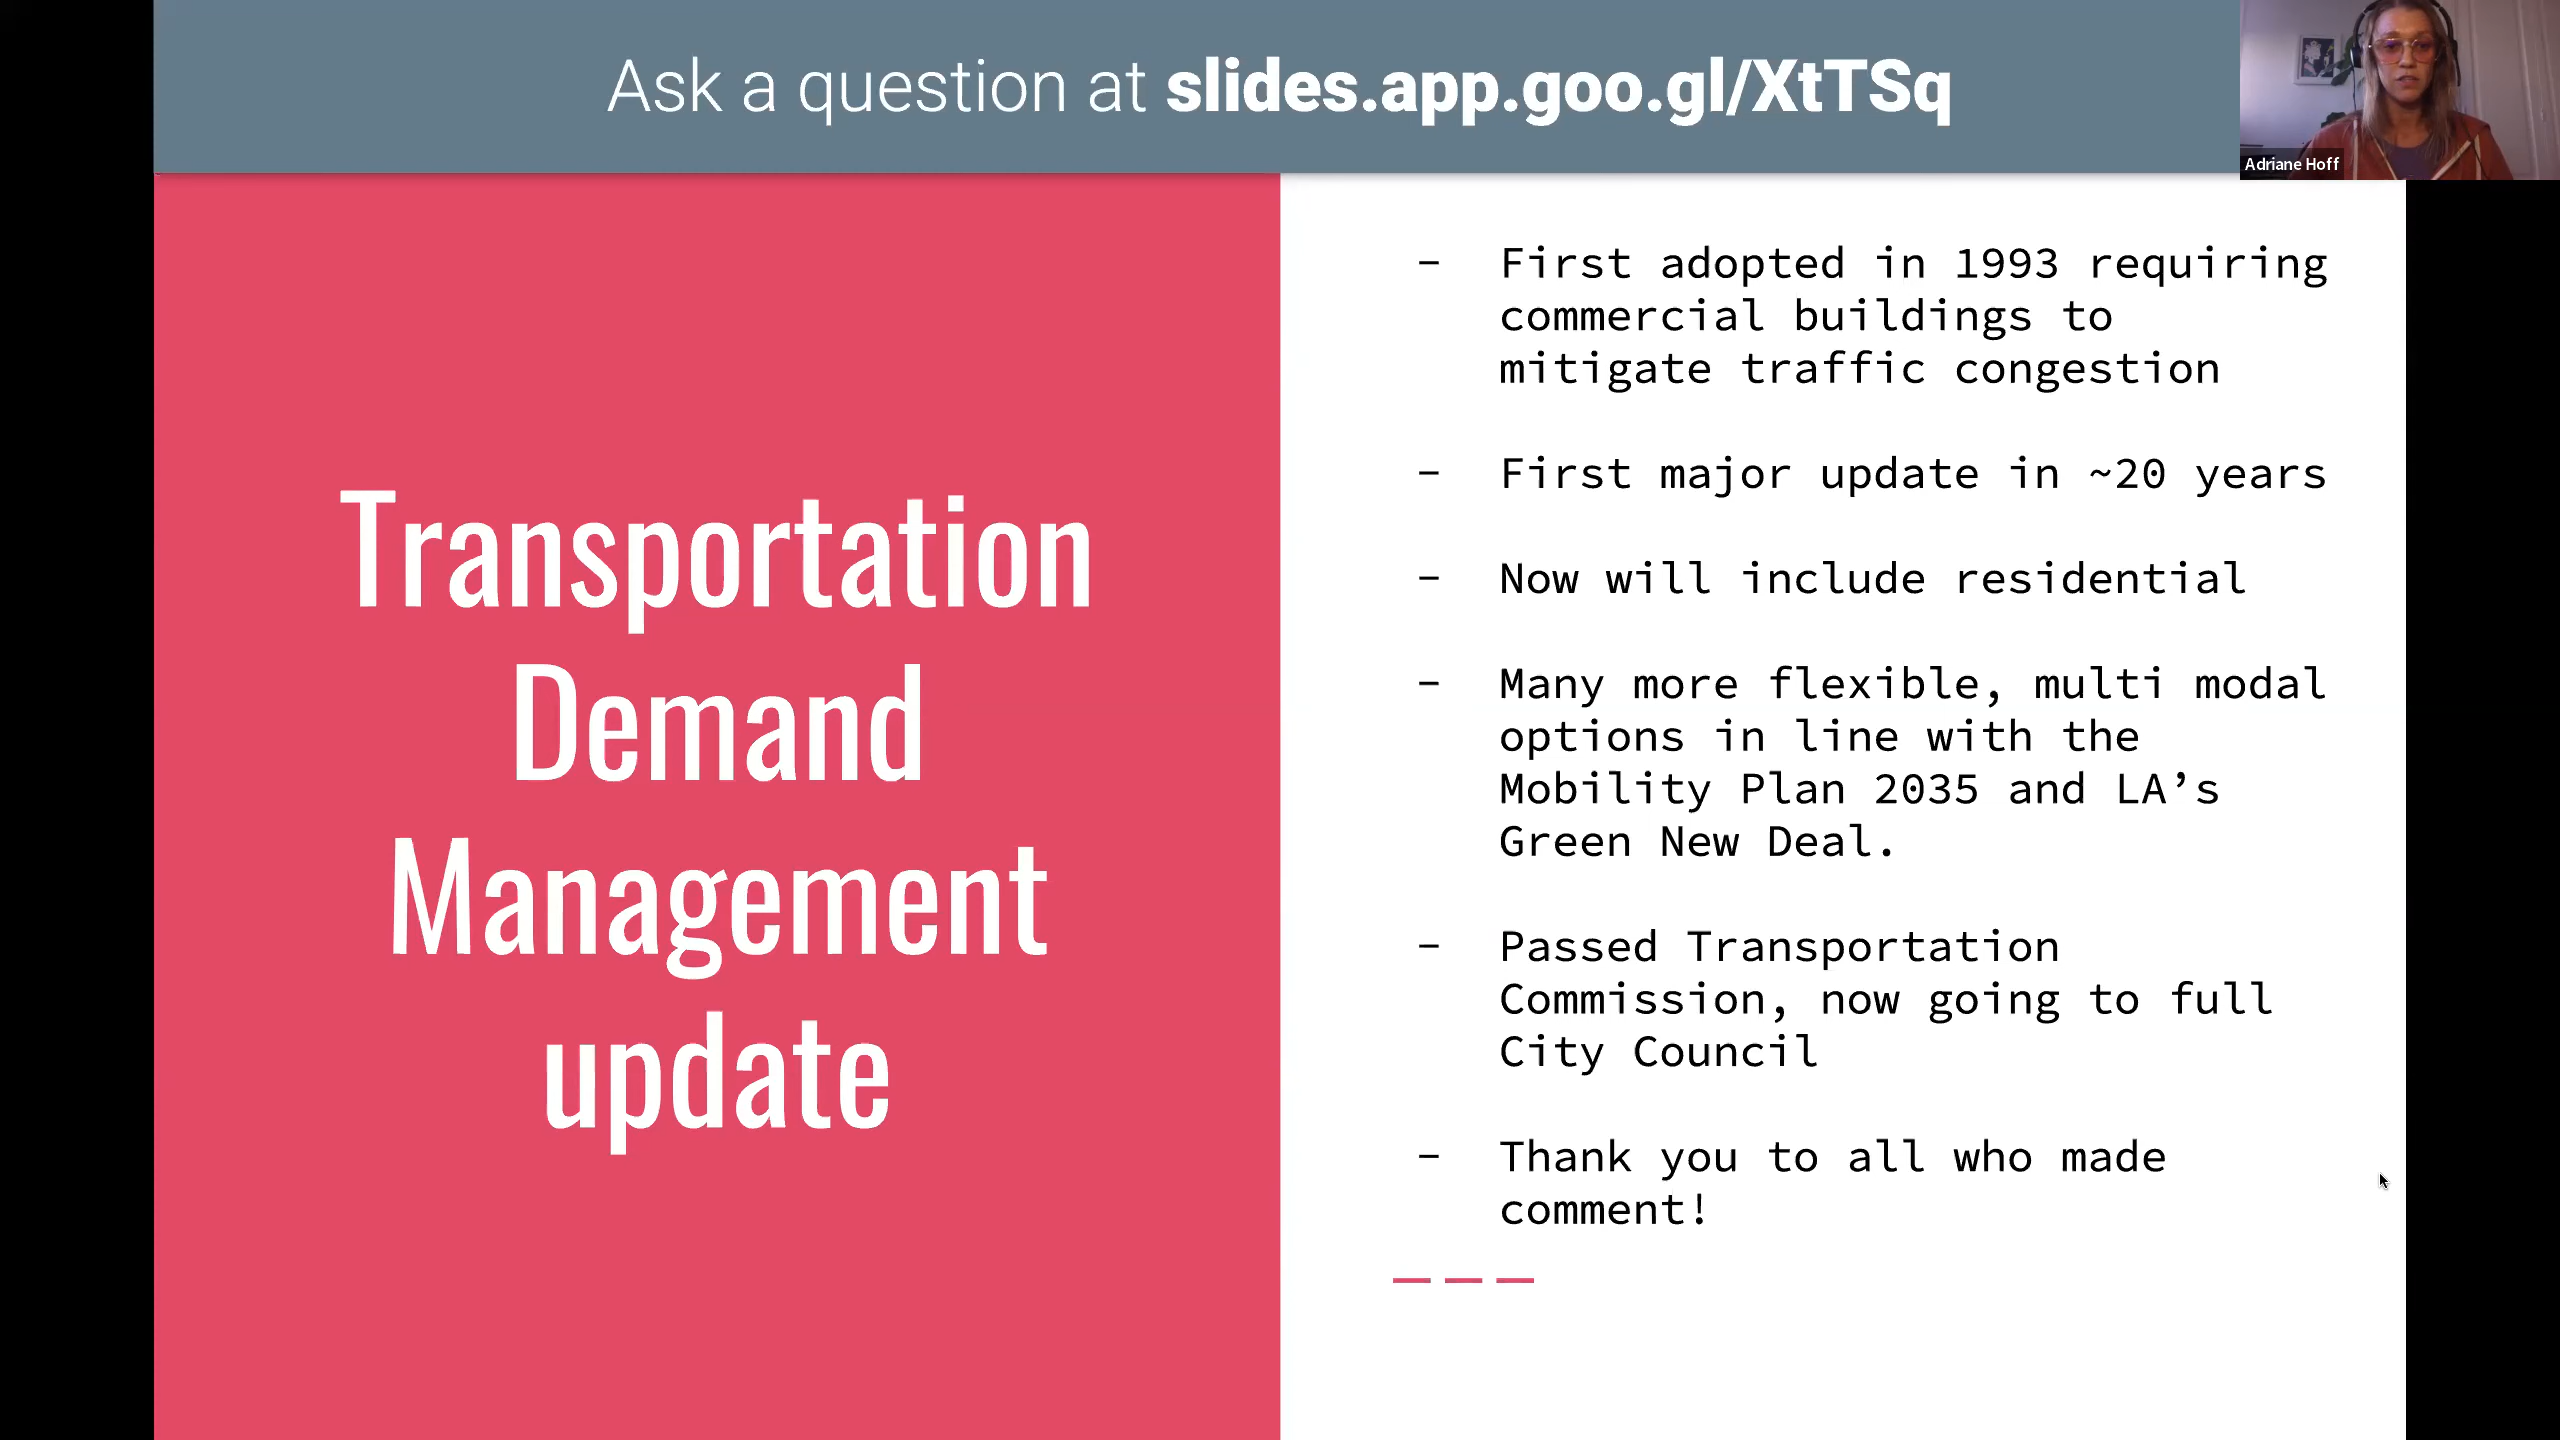 Ask a question at slides.app.goo.gl/XtTSq
Adriane Hoff
Transportation
Demand
Management
update
- First adopted in 1993 requiring
commercial buildings to
mitigate traffic congestion
- First major update in ~20 years
- Now will include residential
- Many more flexible, multi modal
options in line with the
Mobility Plan 2035 and LA’s
Green New Deal.
- Passed Transportation
Commission, now going to full
City Council
- Thank you to all who made
comment!